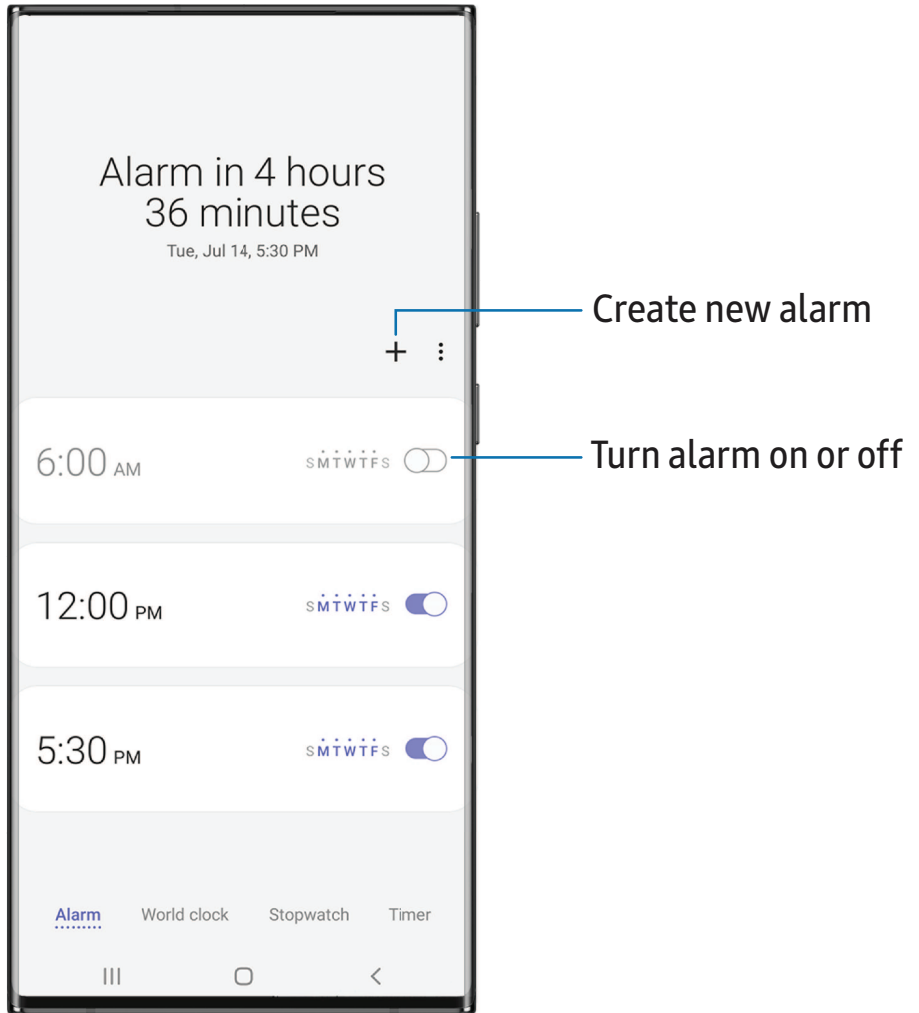 Alarm in 4 hours
36 minutes
Tue, Jul 14, 5:30 PM
Create new alarm
6:00 AM SMTWTFS
Turn alarm on or off
12:00 PM SMTWTFS
5:30 PM SMTWTFS
Alarm World clock Stopwatch Timer